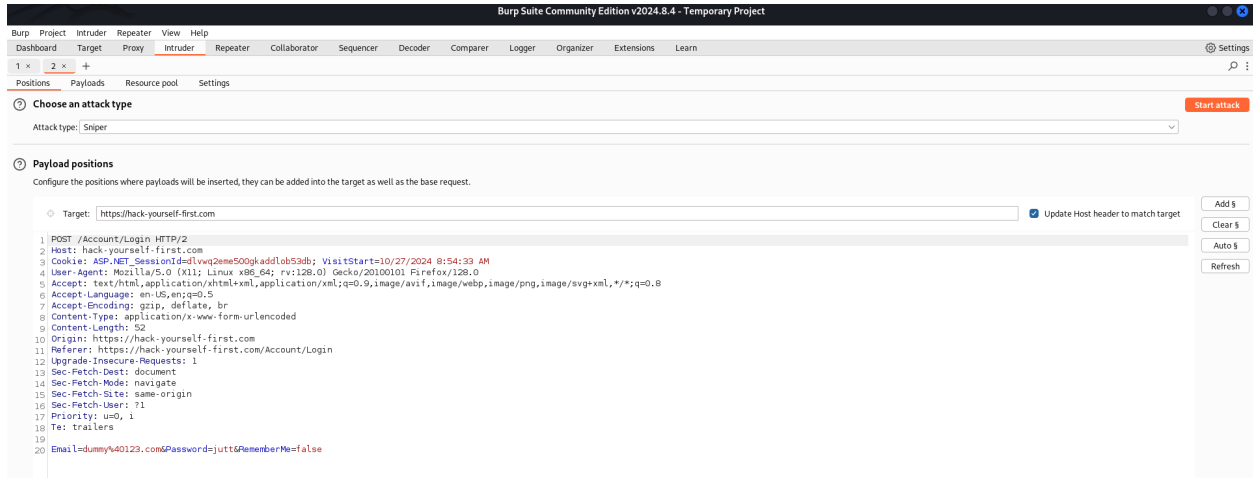 Burp Suite Community Edition v2024.8.4 - Temporary Project
Burp Project Intruder Repeater View Help
Dashboard Target Proxy Intruder Repeater Collaborator Sequencer Decoder Comparer Logger Organizer Extensions Learn Settings
1 × 2 × +
Positions Payloads Resource pool Settings
? Choose an attack type Start attack
Attack type: Sniper
? Payload positions
Configure the positions where payloads will be inserted, they can be added into the target as well as the base request.
Add §
Target: https://hack-yourself-first.com Update Host header to match target
Clear §
Auto §
Refresh
1 POST /Account/Login HTTP/2
2 Host: hack-yourself-first.com
3 Cookie: ASP.NET_SessionId=dlvwq2eme500gkaddlob53db; VisitStart=10/27/2024 8:54:33 AM
4 User-Agent: Mozilla/5.0 (X11; Linux x86_64; rv:128.0) Gecko/20100101 Firefox/128.0
5 Accept: text/html,application/xhtml+xml,application/xml;q=0.9,image/avif,image/webp,image/png,image/svg+xml,*/*;q=0.8
6 Accept-Language: en-US,en;q=0.5
7 Accept-Encoding: gzip, deflate, br
8 Content-Type: application/x-www-form-urlencoded
9 Content-Length: 52
10 Origin: https://hack-yourself-first.com
11 Referer: https://hack-yourself-first.com/Account/Login
12 Upgrade-Insecure-Requests: 1
13 Sec-Fetch-Dest: document
14 Sec-Fetch-Mode: navigate
15 Sec-Fetch-Site: same-origin
16 Sec-Fetch-User: ?1
17 Priority: u=0, i
18 Te: trailers
19
20 Email=dummy%40123.com&Password=jutt&RememberMe=false